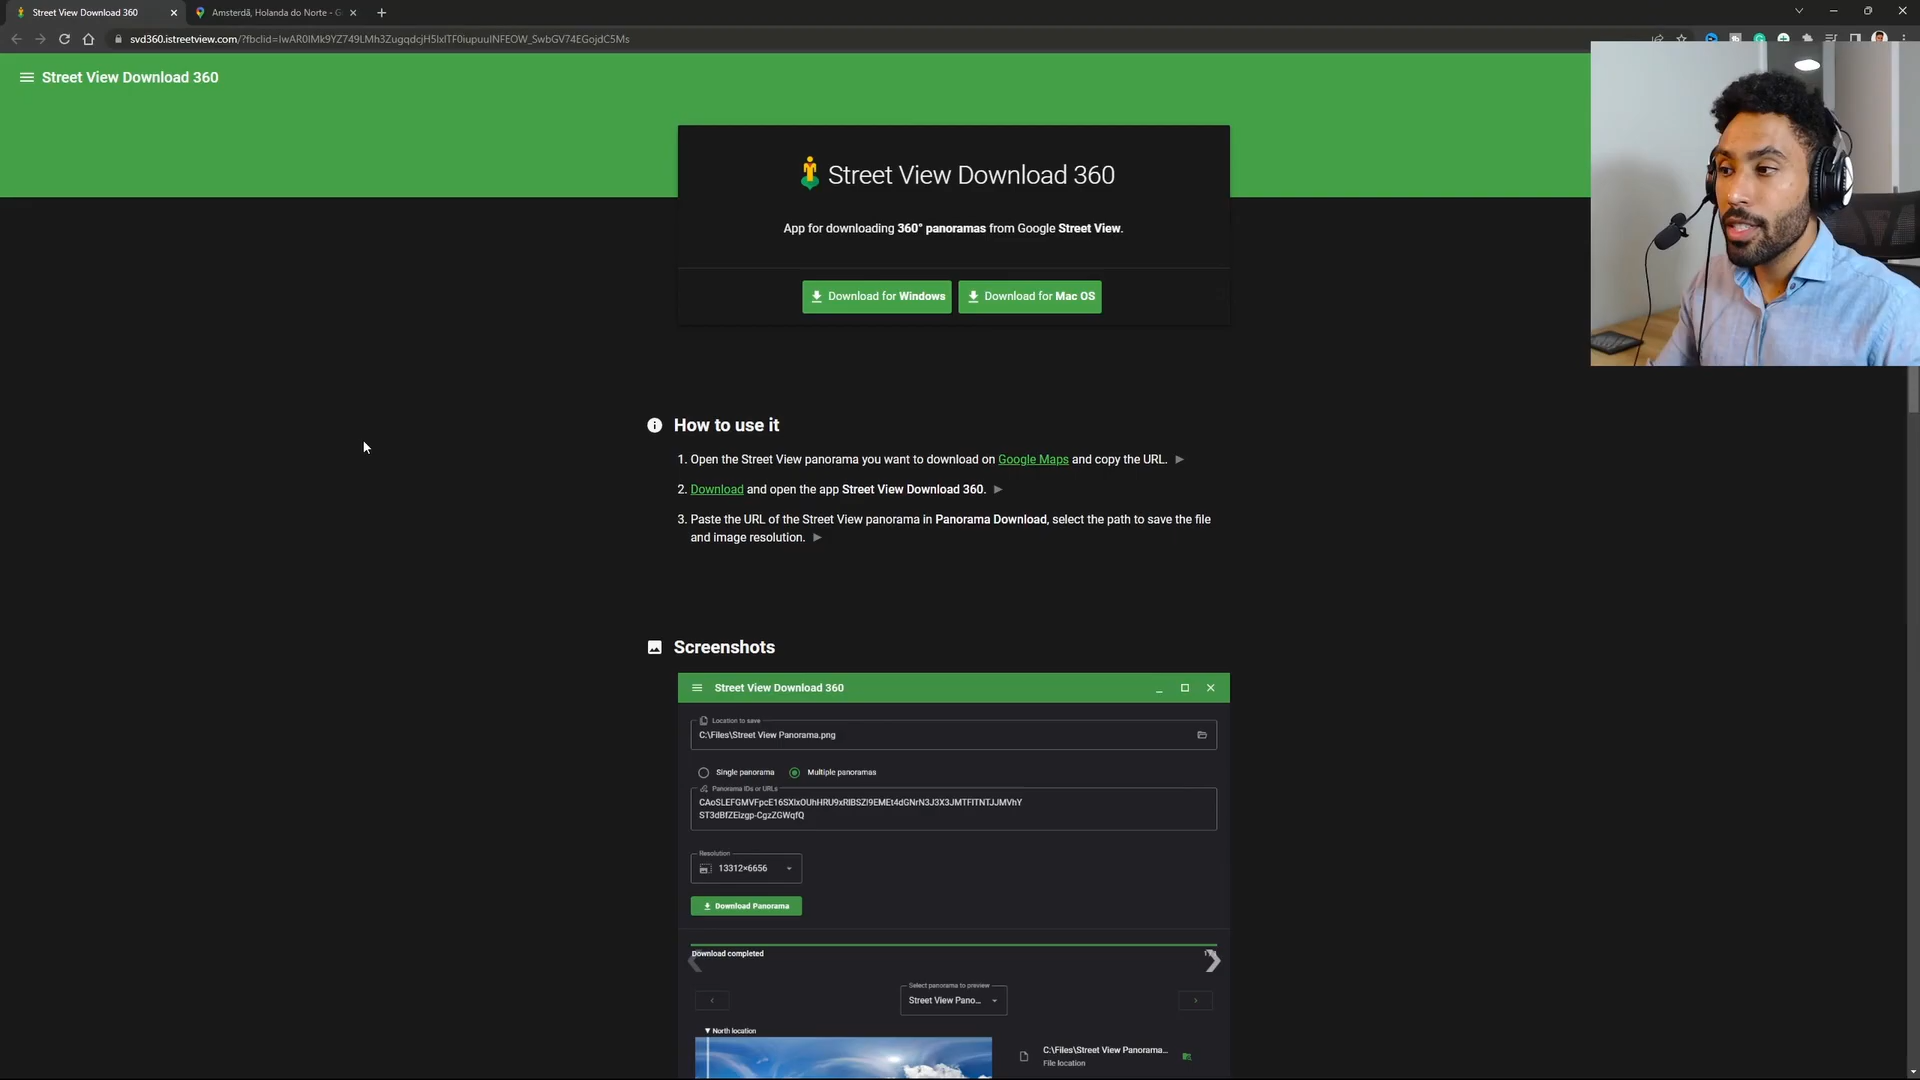 Street View Download 360
Amsterdã, Holanda do Norte - G
svd360.istreetview.com/?fbclid=IwAR0IMk9YZ749LMh3ZugqdcjH5IxITF0iupuuINFEOW_SwbGV74EGojdC5Ms
Street View Download 360
Street View Download 360
App for downloading 360° panoramas from Google Street View.
Download for Windows
Download for Mac OS
How to use it
1. Open the Street View panorama you want to download on Google Maps and copy the URL.
2. Download and open the app Street View Download 360.
3. Paste the URL of the Street View panorama in Panorama Download, select the path to save the file
and image resolution.
Screenshots
Street View Download 360
Location to save
C:\Files\Street View Panorama.png
Single panorama
Multiple panoramas
Panorama IDs or URLs
CAoSLEFGMVFpcE16SXIxOUhHRU9xRlBSZl9EMEt4dGNrN3J3X3JMTFlTNTJJMVhY
ST3dBfZEizgp-CgzZGWqfQ
Resolution
13312×6656
Download Panorama
Download completed
Select panorama to preview
Street View Pano...
North location
C:\Files\Street View Panorama...
File location